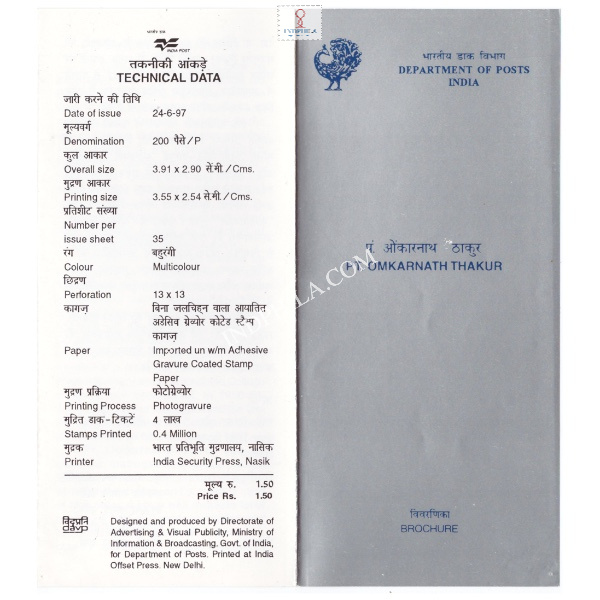 भारतीय डाक
INDIA POST
तकनीकी आंकड़े
TECHNICAL DATA
जारी करने की तिथि
Date of issue 24-6-97
मूल्यवर्ग
Denomination 200 पैसे/P
कुल आकार
Overall size 3.91 x 2.90 सें.मी./Cms.
मुद्रण आकार
Printing size 3.55 x 2.54 से.मी./Cms.
प्रतिशीट संख्या
Number per
issue sheet 35
रंग बहुरंगी
Colour Multicolour
छिद्रण
Perforation 13 x 13
कागज़ बिना जलचिहन वाला आयातित
अडेसिव ग्रेव्योर कोटेड स्टैम्प
कागज़
Paper Imported un w/m Adhesive
Gravure Coated Stamp
Paper
मुद्रण प्रक्रिया फोटोग्रेव्योर
Printing Process Photogravure
मुद्रित डाक-टिकटें 4 लाख
Stamps Printed 0.4 Million
मुद्रक भारत प्रतिभूति मुद्रणालय, नासिक
Printer India Security Press, Nasik
मूल्य रु. 1.50
Price Rs. 1.50
davp
Designed and produced by Directorate of
Advertising & Visual Publicity, Ministry of
Information & Broadcasting. Govt. of India,
for Department of Posts. Printed at India
Offset Press. New Delhi.
भारतीय डाक विभाग
DEPARTMENT OF POSTS
INDIA
पं ओंकारनाथ ठाकुर
PT OMKARNATH THAKUR
विवरणिका
BROCHURE